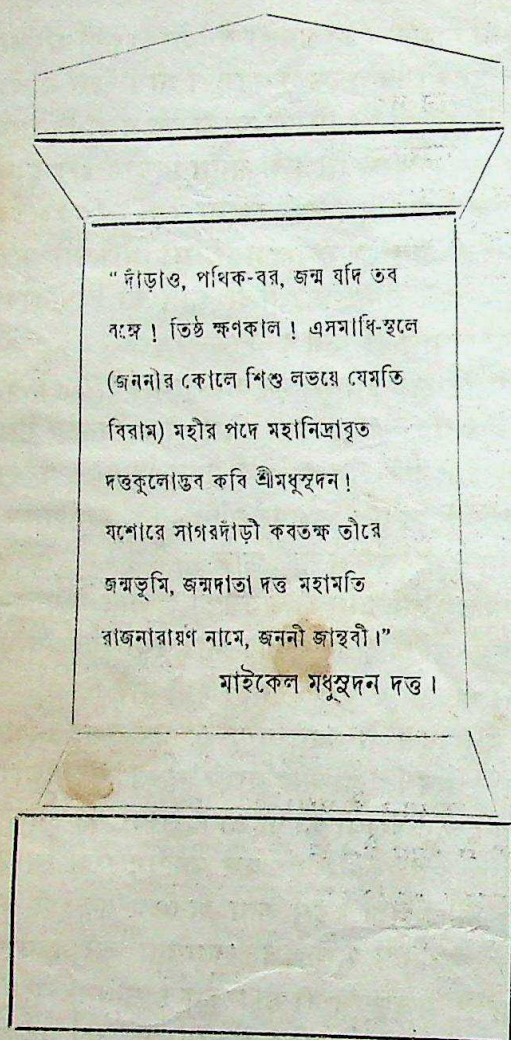 “দাঁড়াও, পথিক-বর, জন্ম যদি তব
বঙ্গে ! তিষ্ঠ ক্ষণকাল ! এসমাধি-স্থলে
(জননীর কোলে শিশু লভয়ে যেমতি
বিরাম) মহীর পদে মহানিদ্রাবৃত
দত্তকুলোদ্ভব কবি শ্রীমধুসূদন !
যশোরে সাগরদাঁড়ী কবতক্ষ তীরে
জন্মভূমি, জন্মদাতা দত্ত মহামতি
রাজনারায়ণ নামে, জননী জাহ্নবী।”
মাইকেল মধুসূদন দত্ত।